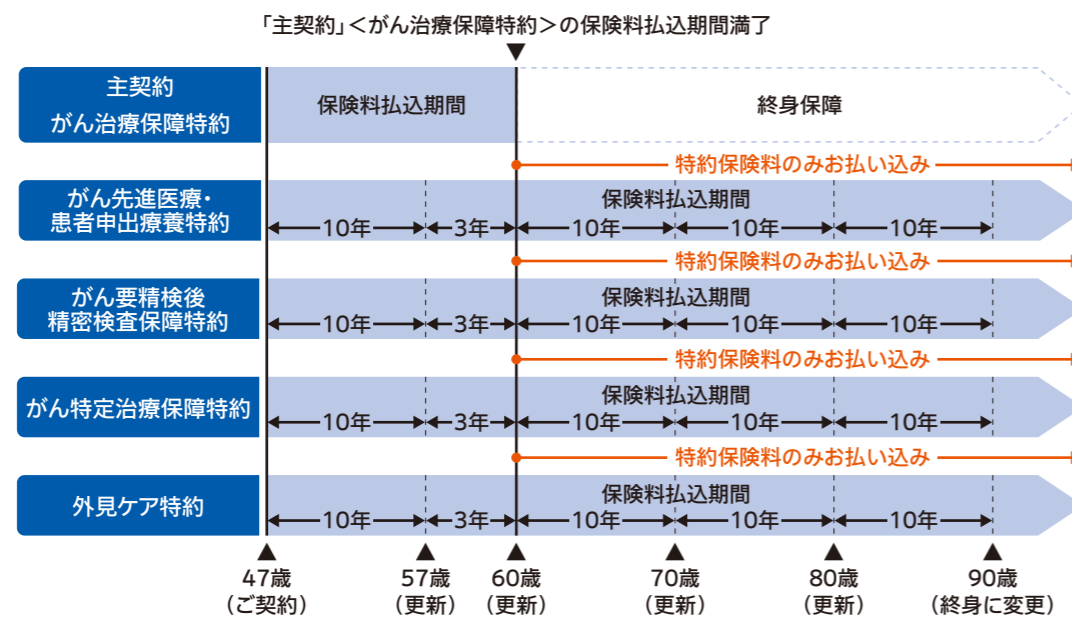 「主契約」<がん治療保障特約>の保険料払込期間満了
主契約
がん治療保障特約
保険料払込期間
終身保障
特約保険料のみお払い込み
がん先進医療・
患者申出療養特約
保険料払込期間
10年 3年 10年 10年 10年
特約保険料のみお払い込み
がん要精検後
精密検査保障特約
保険料払込期間
10年 3年 10年 10年 10年
特約保険料のみお払い込み
がん特定治療保障特約
保険料払込期間
10年 3年 10年 10年 10年
特約保険料のみお払い込み
外見ケア特約
保険料払込期間
10年 3年 10年 10年 10年
47歳 57歳 60歳 70歳 80歳 90歳
(ご契約) (更新) (更新) (更新) (更新) (終身に変更)